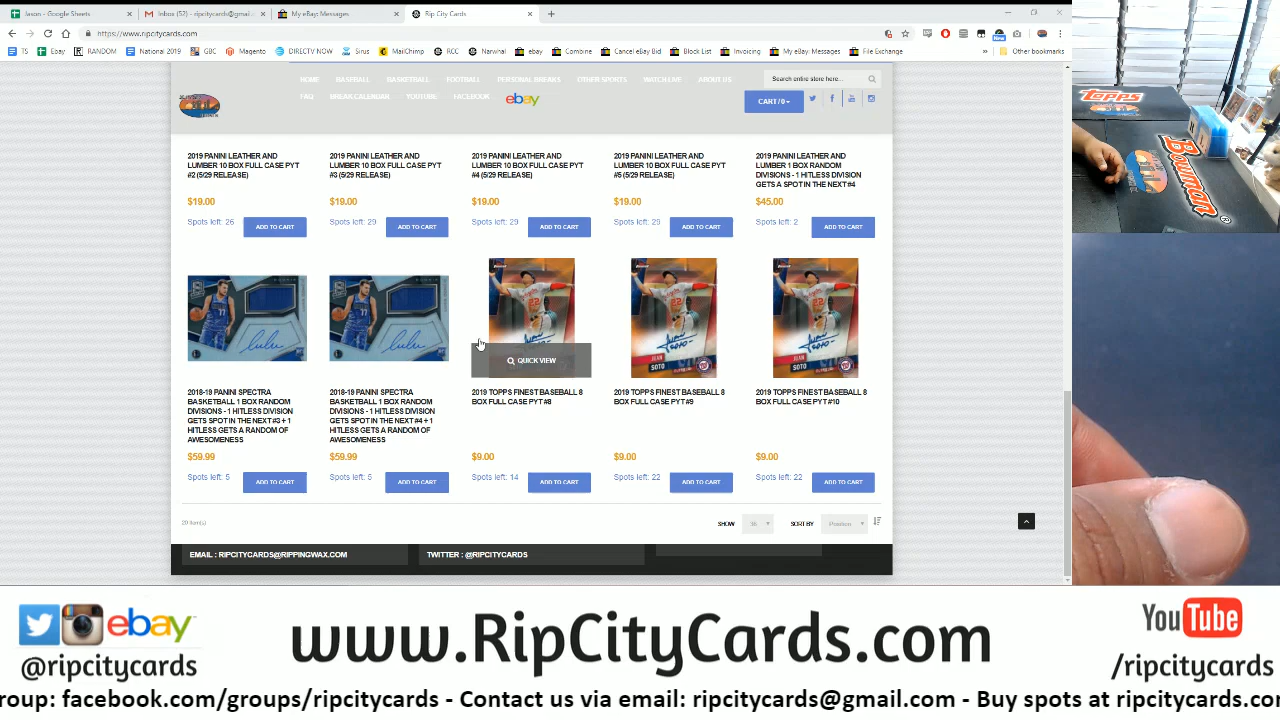 Jason - Google Sheets
Inbox (52) - ripcitycards@gmail
My eBay: Messages
Rip City Cards
https://www.ripcitycards.com
TS Ebay RANDOM National 2019 GBC Magento DIRECTV NOW Sirus MailChimp RCC Narwhal ebay Combine Cancel eBay Bid Block List Invoicing My eBay: Messages File Exchange » Other bookmarks
HOME BASEBALL BASKETBALL FOOTBALL PERSONAL BREAKS OTHER SPORTS WATCH LIVE ABOUT US
Search entire store here...
FAQ BREAK CALENDAR YOUTUBE FACEBOOK ebay
CART / 0
2019 PANINI LEATHER AND LUMBER 10 BOX FULL CASE PYT #2 (5/29 RELEASE)
$19.00
Spots left: 26 ADD TO CART
2019 PANINI LEATHER AND LUMBER 10 BOX FULL CASE PYT #3 (5/29 RELEASE)
$19.00
Spots left: 29 ADD TO CART
2019 PANINI LEATHER AND LUMBER 10 BOX FULL CASE PYT #4 (5/29 RELEASE)
$19.00
Spots left: 29 ADD TO CART
2019 PANINI LEATHER AND LUMBER 10 BOX FULL CASE PYT #5 (5/29 RELEASE)
$19.00
Spots left: 29 ADD TO CART
2019 PANINI LEATHER AND LUMBER 1 BOX RANDOM DIVISIONS - 1 HITLESS DIVISION GETS A SPOT IN THE NEXT #4
$45.00
Spots left: 2 ADD TO CART
QUICK VIEW
JUAN SOTO
JUAN SOTO
2018-19 PANINI SPECTRA BASKETBALL 1 BOX RANDOM DIVISIONS - 1 HITLESS DIVISION GETS SPOT IN THE NEXT #3 + 1 HITLESS GETS A RANDOM OF AWESOMENESS
$59.99
Spots left: 5 ADD TO CART
2018-19 PANINI SPECTRA BASKETBALL 1 BOX RANDOM DIVISIONS - 1 HITLESS DIVISION GETS SPOT IN THE NEXT #4 + 1 HITLESS GETS A RANDOM OF AWESOMENESS
$59.99
Spots left: 5 ADD TO CART
2019 TOPPS FINEST BASEBALL 8 BOX FULL CASE PYT #8
$9.00
Spots left: 14 ADD TO CART
2019 TOPPS FINEST BASEBALL 8 BOX FULL CASE PYT #9
$9.00
Spots left: 22 ADD TO CART
2019 TOPPS FINEST BASEBALL 8 BOX FULL CASE PYT #10
$9.00
Spots left: 22 ADD TO CART
SHOW
SORT BY Position
EMAIL : RIPCITYCARDS@RIPPINGWAX.COM
TWITTER : @RIPCITYCARDS
TOPPS
Bowman
ebay
@ripcitycards
www.RipCityCards.com
YouTube
/ripcitycards
roup: facebook.com/groups/ripcitycards - Contact us via email: ripcitycards@gmail.com - Buy spots at ripcitycards.co